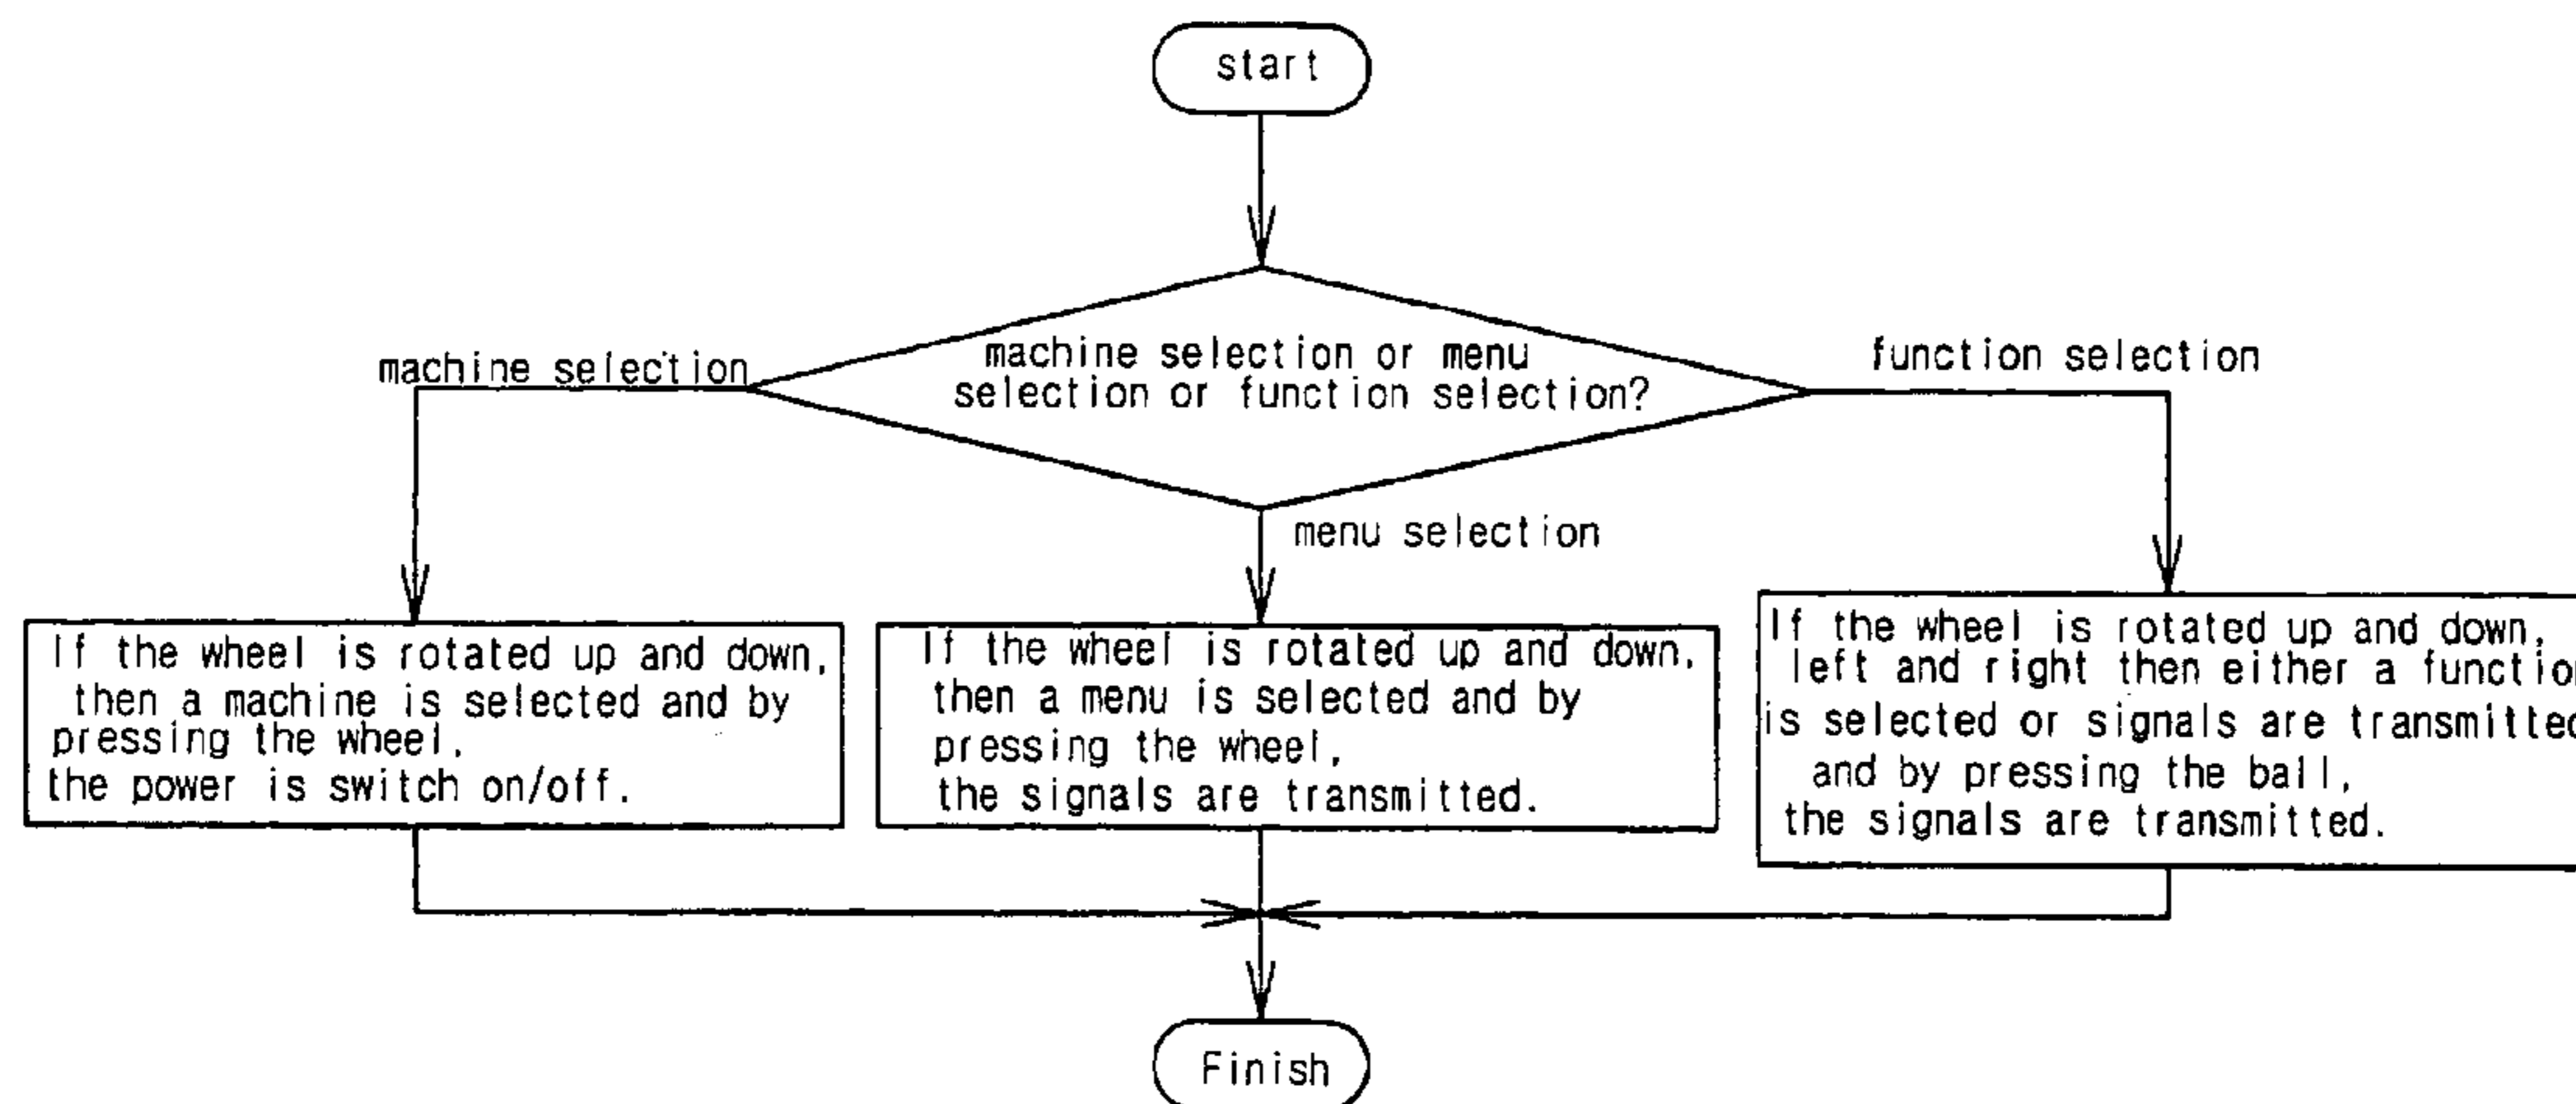 start
machine selection or menu
selection or function selection?
machine selection
function selection
menu selection
If the wheel is rotated up and down,
then a machine is selected and by
pressing the wheel,
the power is switch on/off.
If the wheel is rotated up and down,
then a menu is selected and by
pressing the wheel,
the signals are transmitted.
If the wheel is rotated up and down,
left and right then either a functio
is selected or signals are transmitted
and by pressing the ball,
the signals are transmitted.
Finish